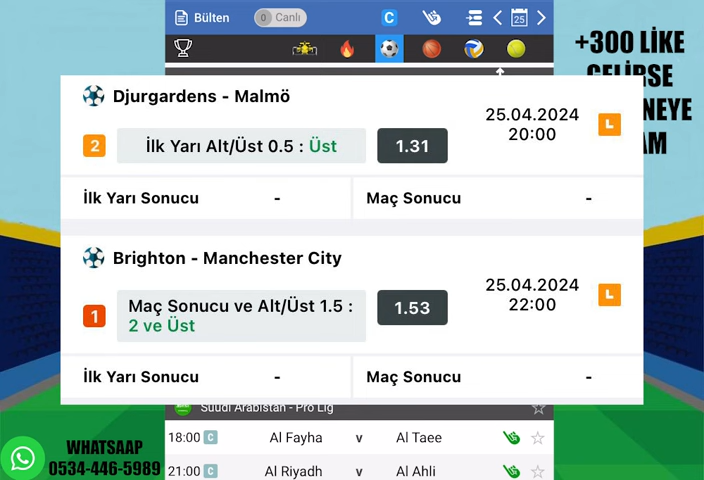 Bülten
0 Canlı
C
25
+300 LİKE
GELİRSE
Djurgardens - Malmö
25.04.2024
20:00
L
2
İlk Yarı Alt/Üst 0.5 : Üst
1.31
İlk Yarı Sonucu
-
Maç Sonucu
-
Brighton - Manchester City
25.04.2024
22:00
L
1
Maç Sonucu ve Alt/Üst 1.5 :
2 ve Üst
1.53
İlk Yarı Sonucu
-
Maç Sonucu
-
Suudi Arabistan - Pro Lig
18:00 C Al Fayha v Al Taee
21:00 C Al Riyadh v Al Ahli
WHATSAAP
0534-446-5989